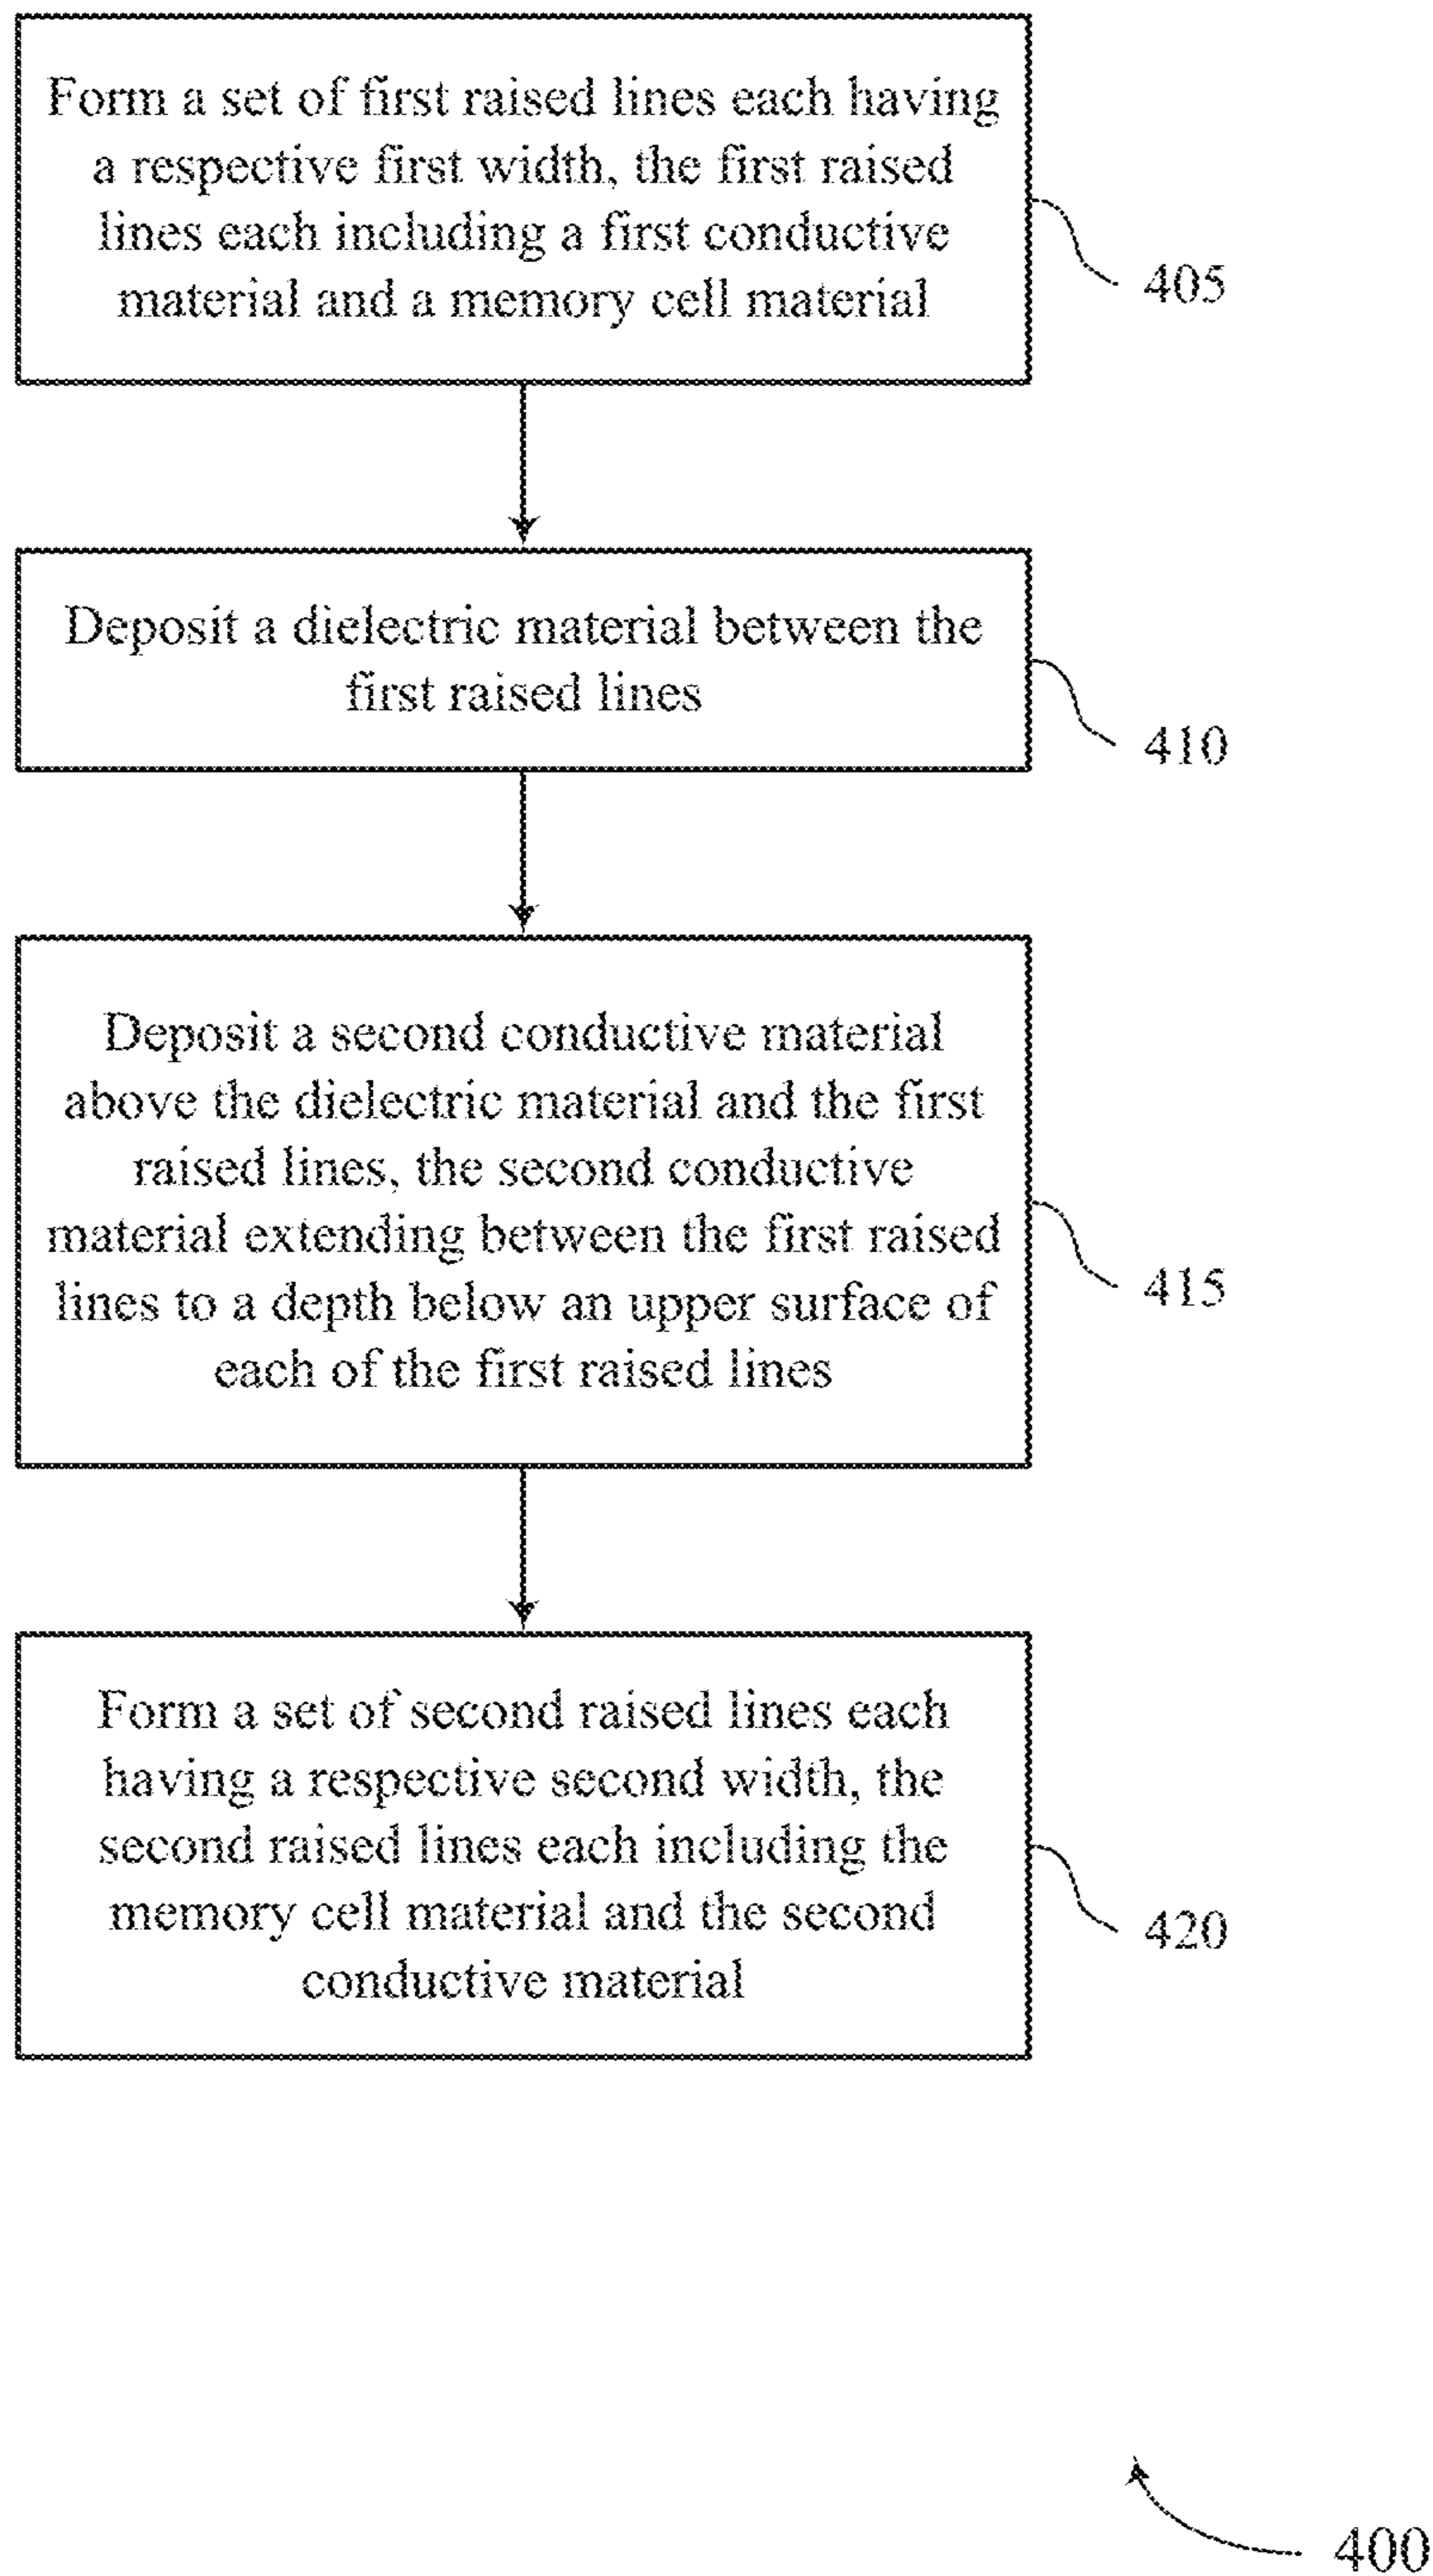 Form a set of first raised lines each having
a respective first width, the first raised
lines each including a first conductive
material and a memory cell material
405
Deposit a dielectric material between the
first raised lines
410
Deposit a second conductive material
above the dielectric material and the first
raised lines, the second conductive
material extending between the first raised
lines to a depth below an upper surface of
each of the first raised lines
415
Form a set of second raised lines each
having a respective second width, the
second raised lines each including the
memory cell material and the second
conductive material
420
400